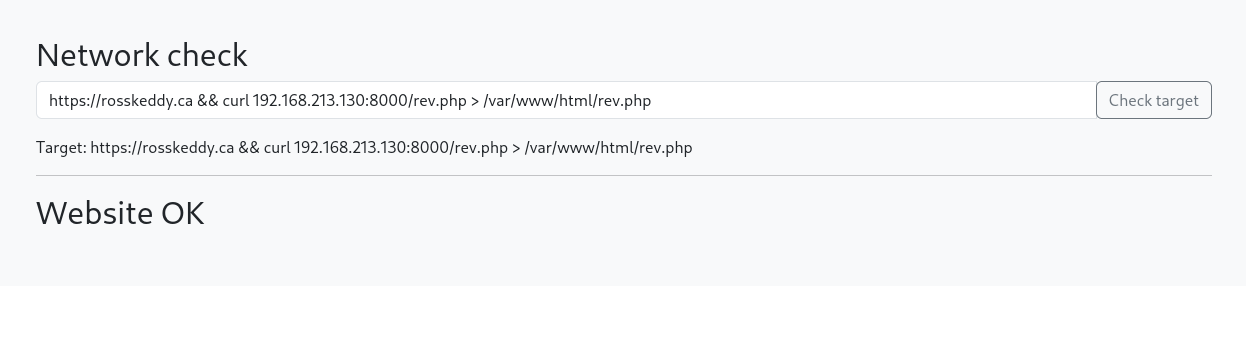 Network check
https://rosskeddy.ca && curl 192.168.213.130:8000/rev.php > /var/www/html/rev.php
Check target
Target: https://rosskeddy.ca && curl 192.168.213.130:8000/rev.php > /var/www/html/rev.php
Website OK